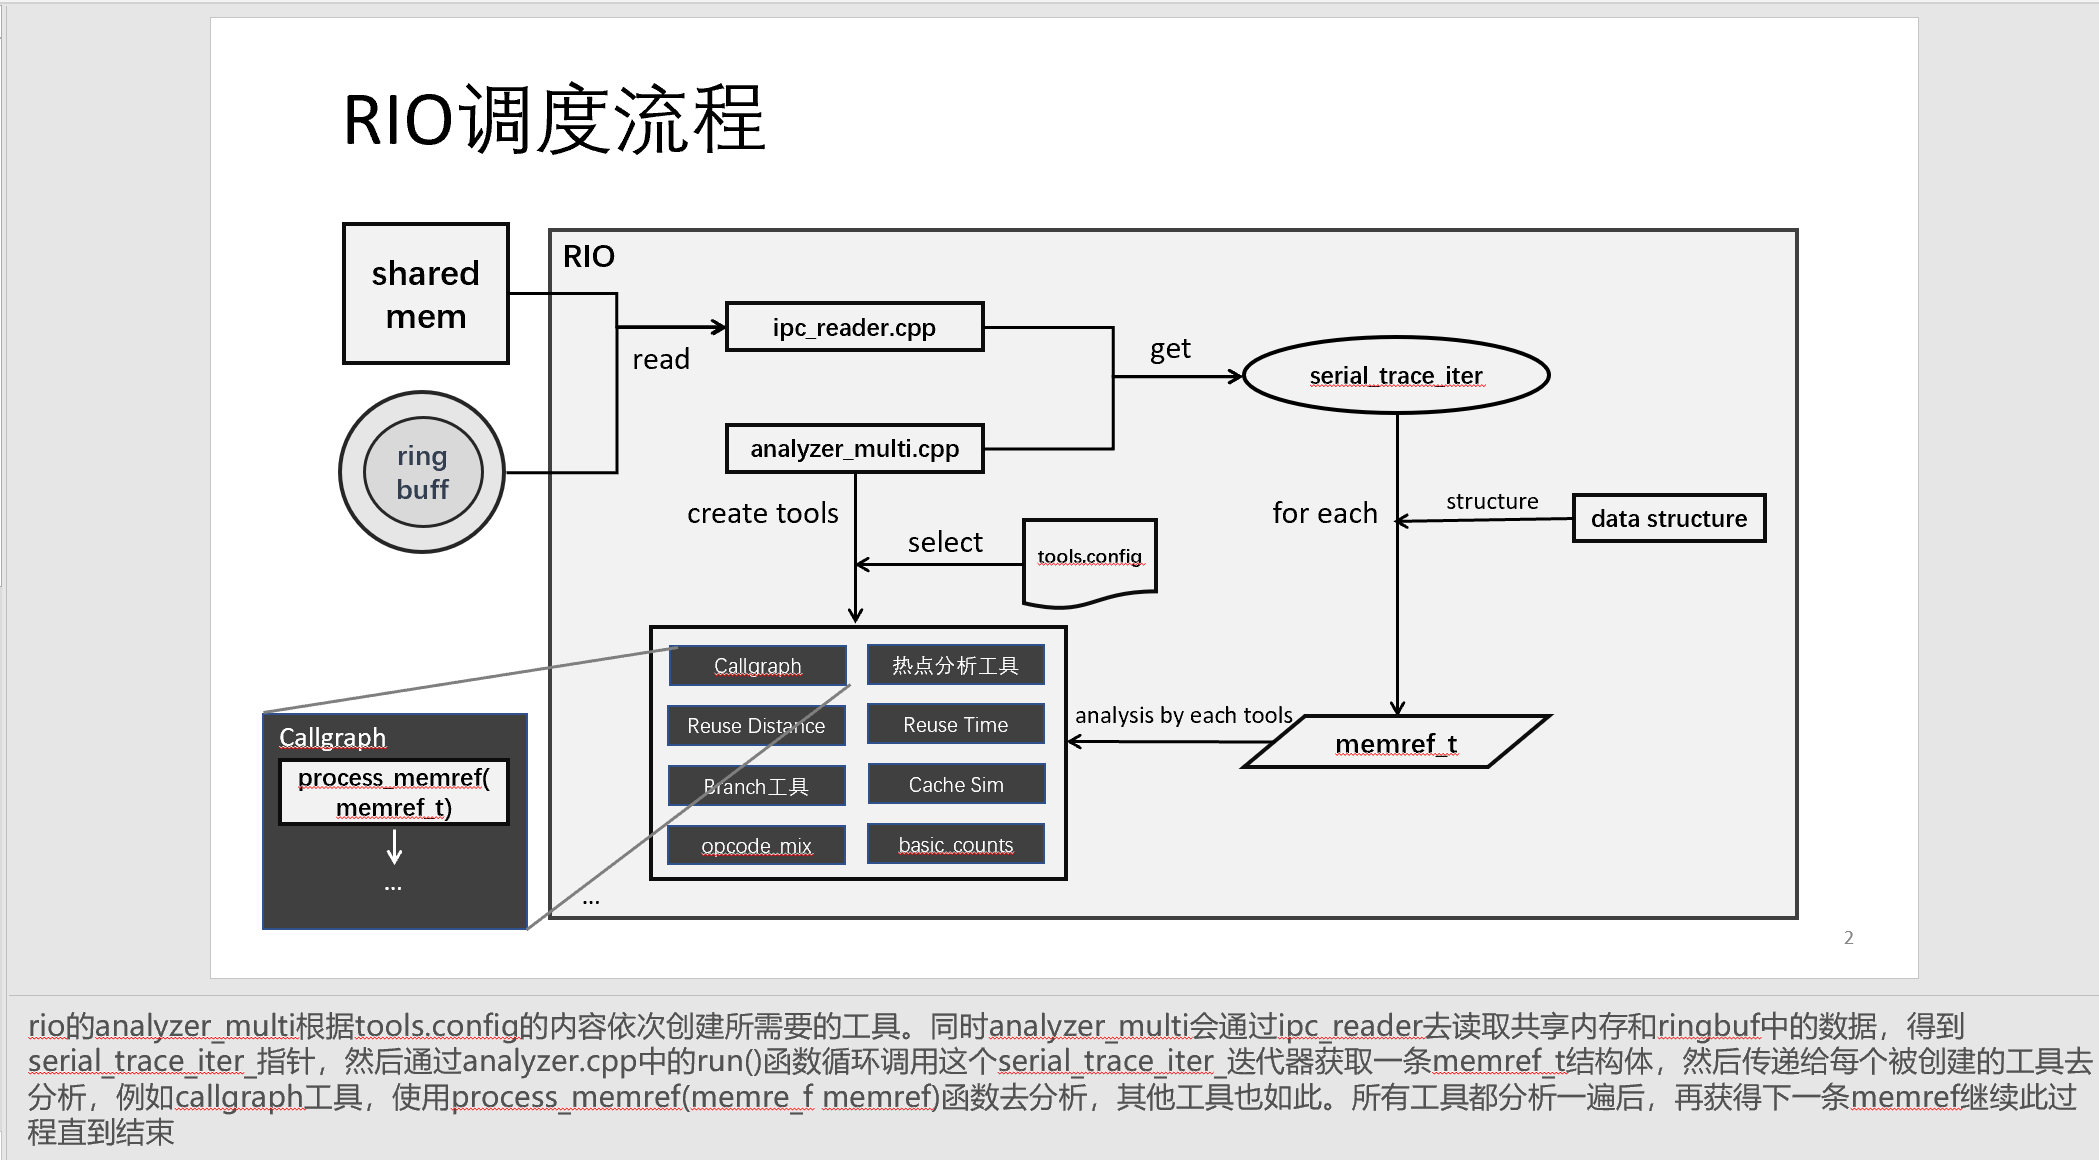 RIO调度流程
shared
mem
ring
buff
RIO
read
ipc_reader.cpp
get
serial_trace_iter
analyzer_multi.cpp
create tools
select
tools.config
for each
structure
data structure
Callgraph
热点分析工具
Reuse Distance
Reuse Time
Branch工具
Cache Sim
opcode_mix
basic_counts
...
analysis by each tools
memref_t
Callgraph
process_memref(
memref_t)
...
2
rio的analyzer_multi根据tools.config的内容依次创建所需要的工具。同时analyzer_multi会通过ipc_reader去读取共享内存和ringbuf中的数据，得到
serial_trace_iter_指针，然后通过analyzer.cpp中的run()函数循环调用这个serial_trace_iter_迭代器获取一条memref_t结构体，然后传递给每个被创建的工具去
分析，例如callgraph工具，使用process_memref(memre_f memref)函数去分析，其他工具也如此。所有工具都分析一遍后，再获得下一条memref继续此过
程直到结束